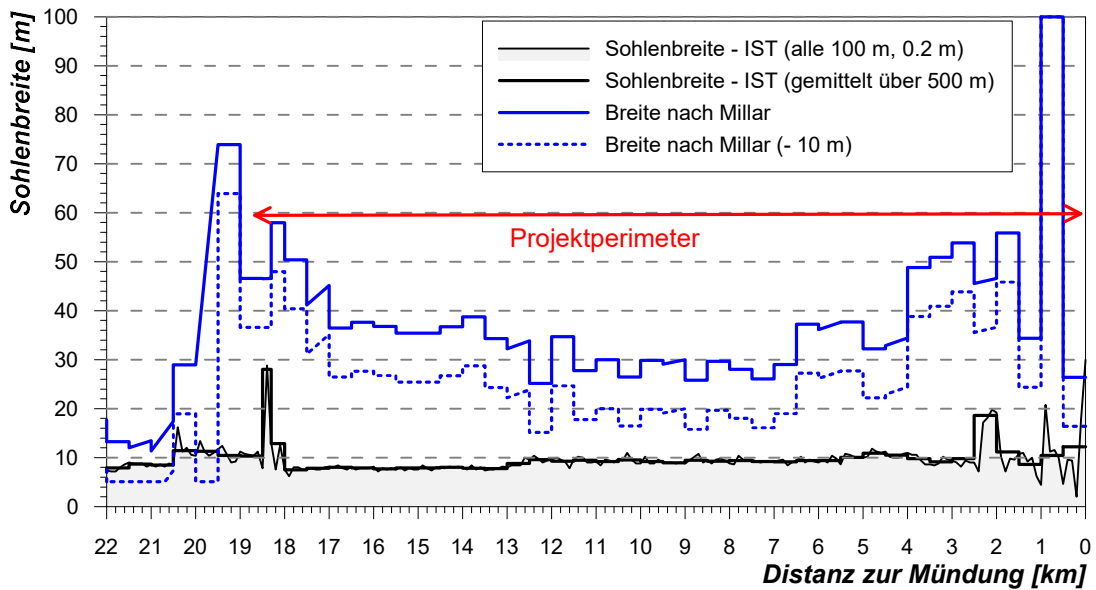 Sohlenbreite [m]
100
90
80
70
60
50
40
30
20
10
0
Sohlenbreite - IST (alle 100 m, 0.2 m)
Sohlenbreite - IST (gemittelt über 500 m)
Breite nach Millar
Breite nach Millar (- 10 m)
Projektperimeter
22 21 20 19 18 17 16 15 14 13 12 11 10 9 8 7 6 5 4 3 2 1 0
Distanz zur Mündung [km]